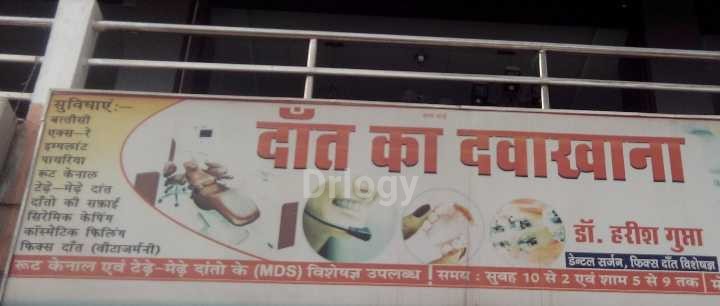 सुविधाएं:—
बत्तीसी
एक्स-रे
इम्पलांट
पायरिया
रूट केनाल
टेढ़े-मेढ़े दांत
दाँतो की सफाई
सिरेमिक केपिंग
कॉस्मेटिक फिलिंग
फिक्स दाँत (वीटाजर्मनी)
दाँत का दवाखाना
Drlogy
डॉ. हरीश गुप्ता
डेन्टल सर्जन, फिक्स दाँत विशेषज्ञ
रूट केनाल एवं टेड़े-मेड़े दांतो के (MDS) विशेषज्ञ उपलब्ध
समय : सुबह 10 से 2 एवं शाम 5 से 9 तक